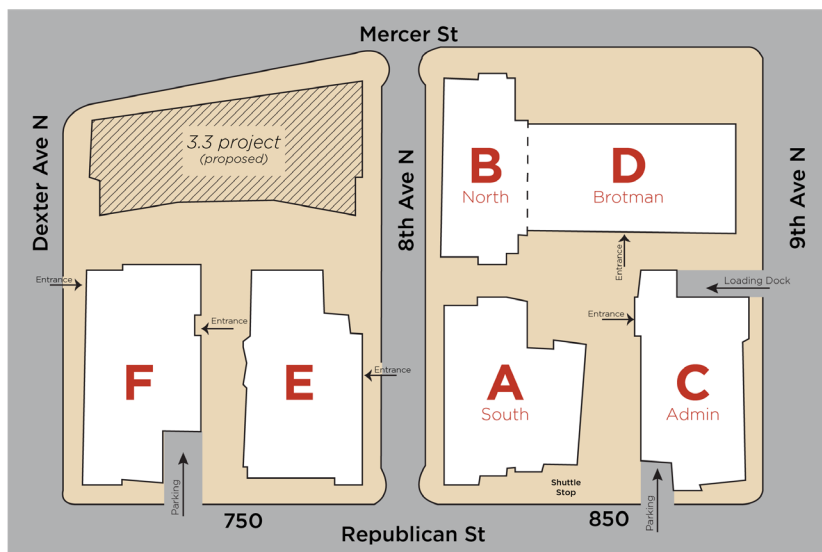 Mercer St
Dexter Ave N
3.3 project
(proposed)
8th Ave N
B
North
D
Brotman
9th Ave N
Entrance
Entrance
Loading Dock
Entrance
Entrance
Entrance
F
E
A
South
C
Admin
Parking
Shuttle
Stop
Parking
750
850
Republican St